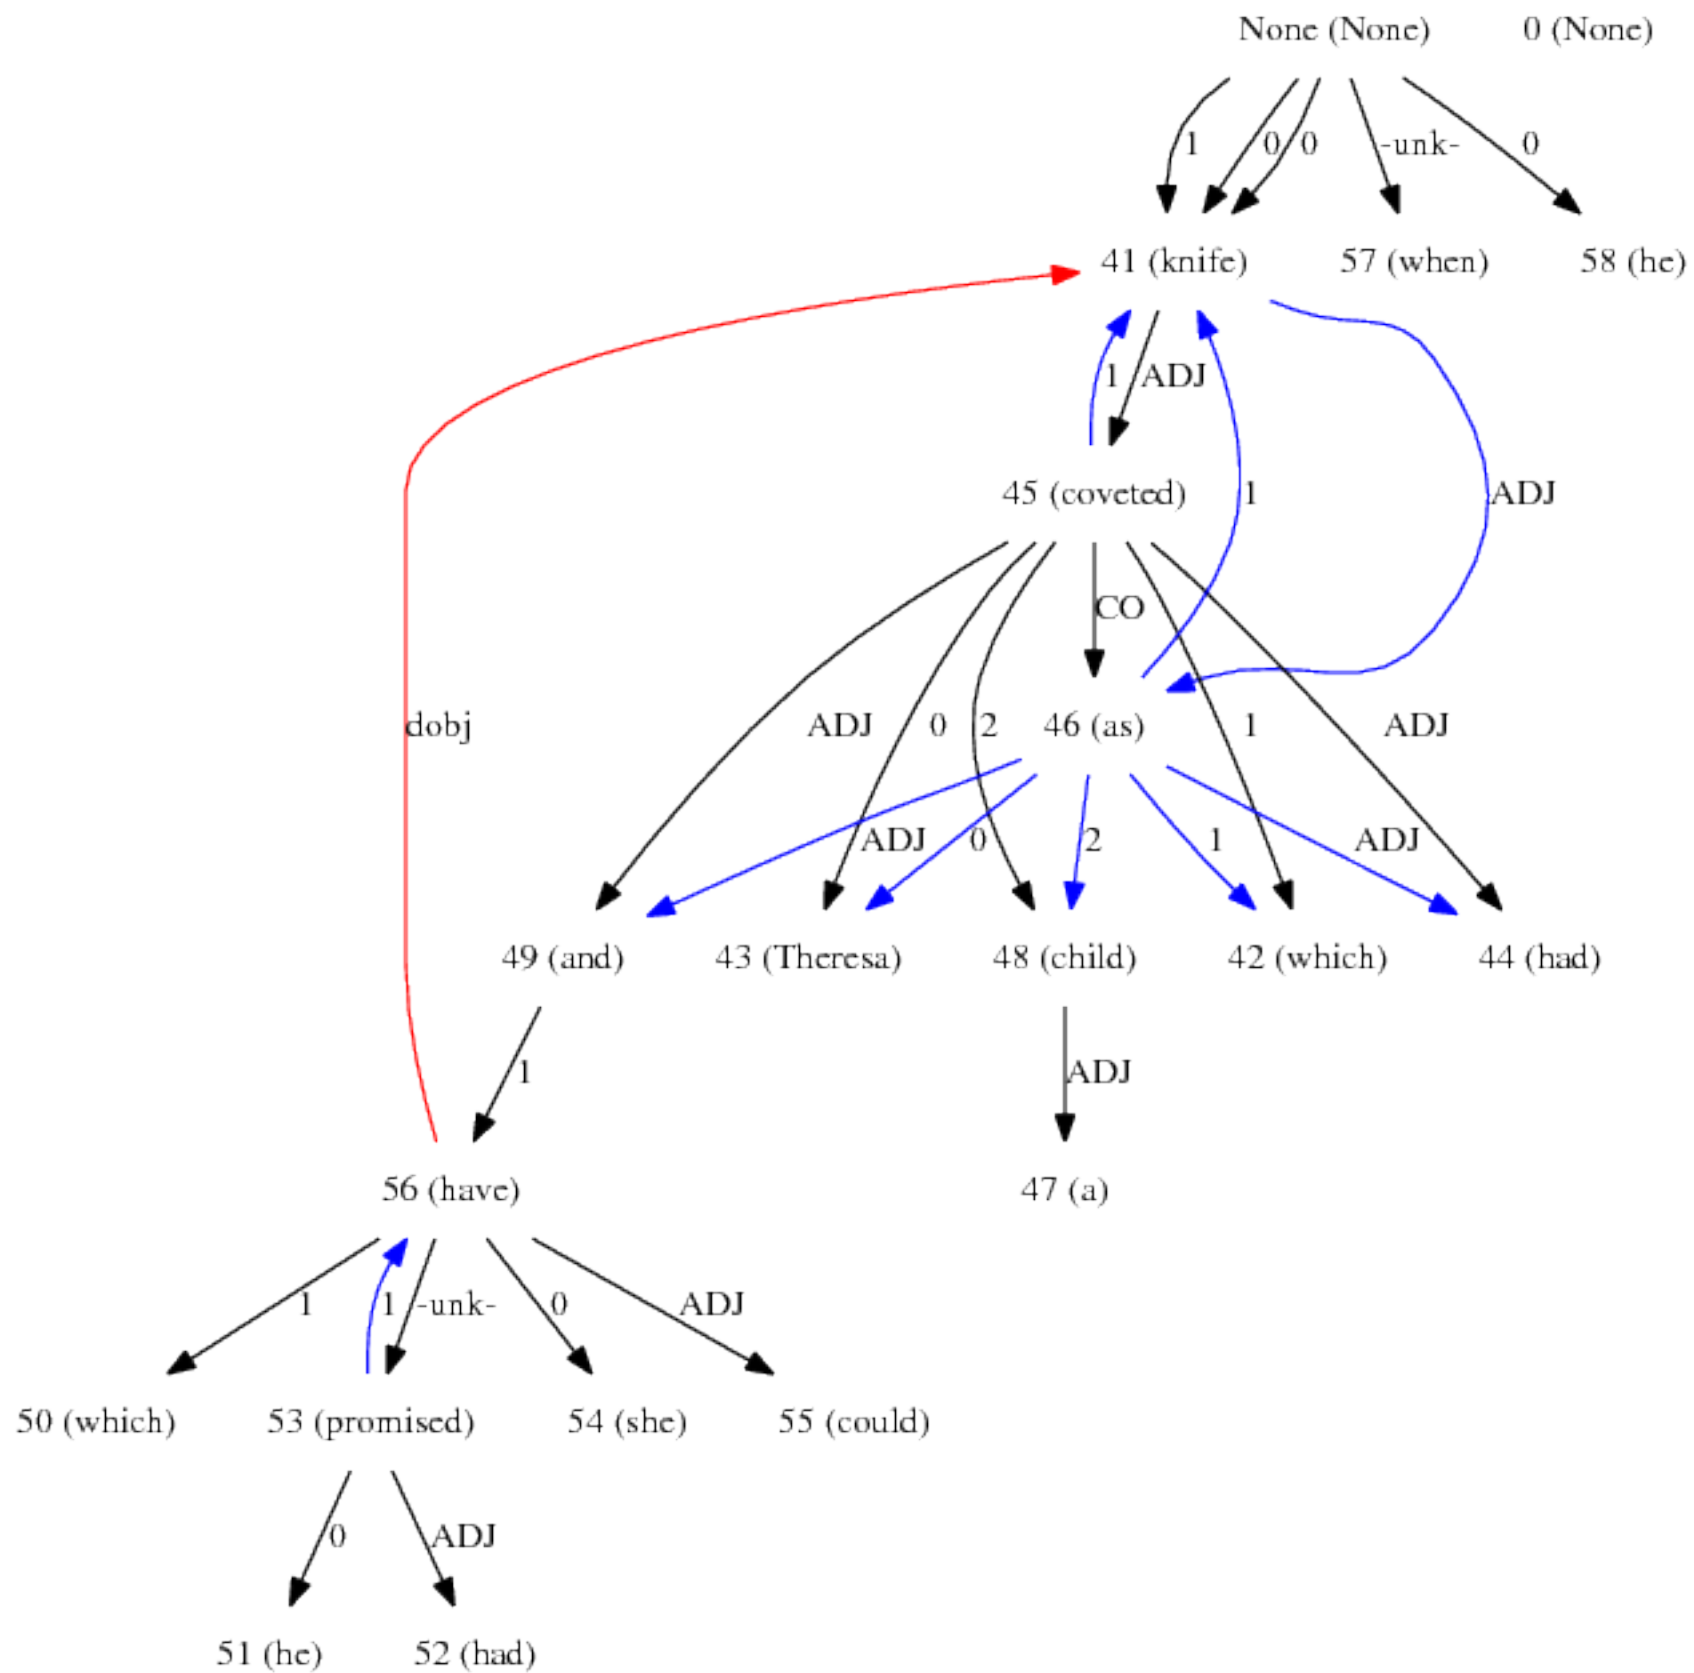 None (None) 0 (None)
1 0 0 -unk- 0
41 (knife) 57 (when) 58 (he)
1 ADJ
45 (coveted) 1 ADJ
CO
dobj ADJ 0 2 46 (as) 1 ADJ
ADJ 0 2 1 ADJ
49 (and) 43 (Theresa) 48 (child) 42 (which) 44 (had)
1 ADJ
56 (have) 47 (a)
1 1 -unk- 0 ADJ
50 (which) 53 (promised) 54 (she) 55 (could)
0 ADJ
51 (he) 52 (had)